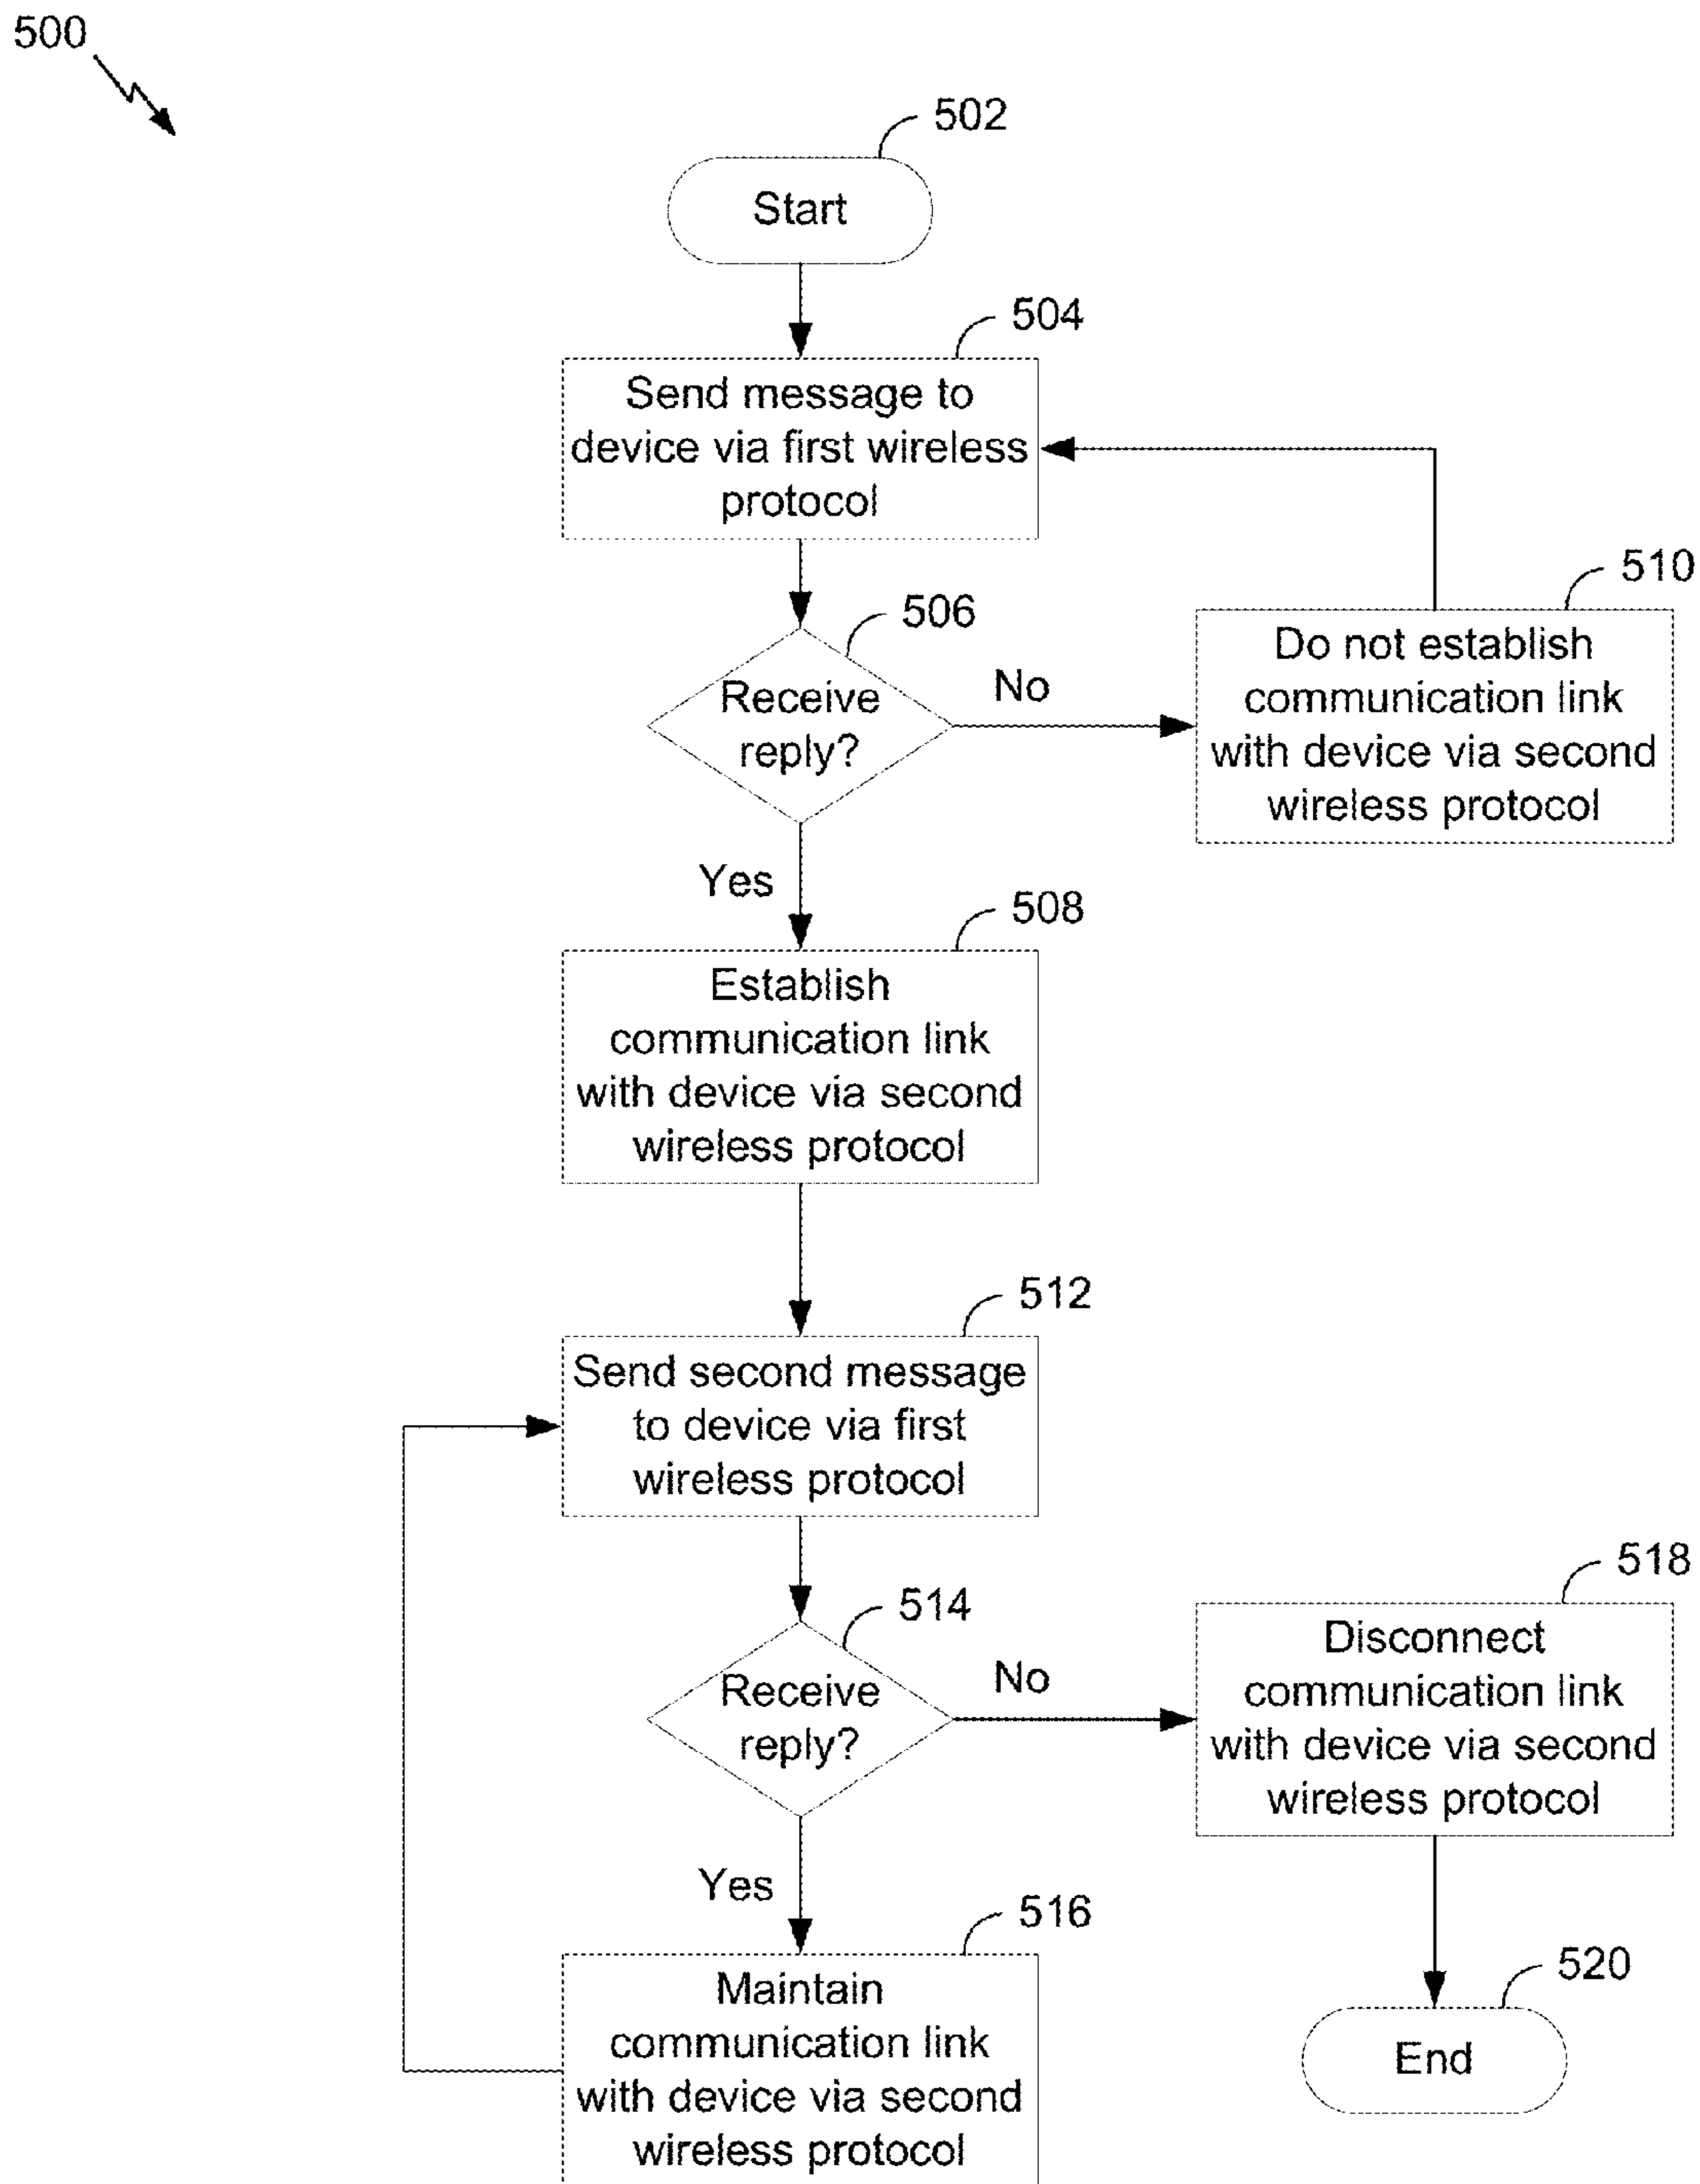 500
502
Start
504
Send message to
device via first wireless
protocol
506
Receive
reply?
No
510
Do not establish
communication link
with device via second
wireless protocol
Yes
508
Establish
communication link
with device via second
wireless protocol
512
Send second message
to device via first
wireless protocol
514
Receive
reply?
No
518
Disconnect
communication link
with device via second
wireless protocol
Yes
516
Maintain
communication link
with device via second
wireless protocol
520
End